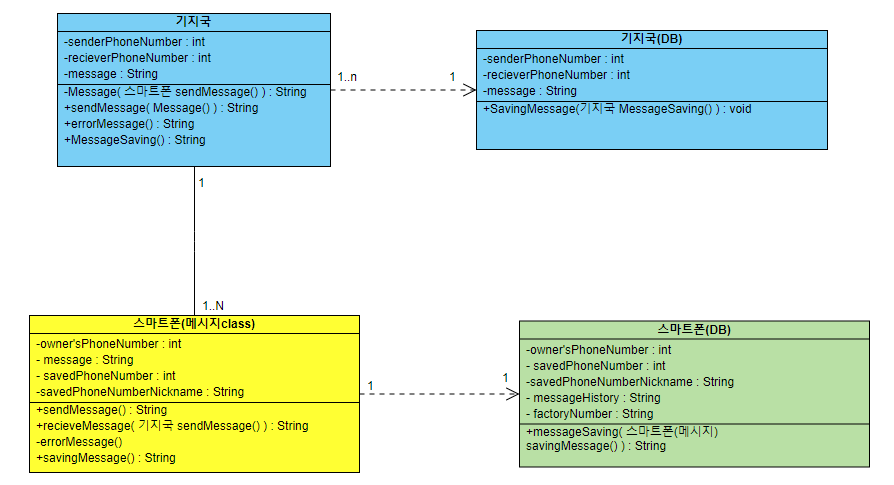 기지국
-senderPhoneNumber : int
-recieverPhoneNumber : int
-message : String
-Message( 스마트폰 sendMessage() ) : String
+sendMessage( Message() ) : String
+errorMessage() : String
+MessageSaving() : String
1..n
1
기지국(DB)
-senderPhoneNumber : int
-recieverPhoneNumber : int
-message : String
+SavingMessage(기지국 MessageSaving() ) : void
1
1..N
스마트폰(메시지class)
-owner'sPhoneNumber : int
- message : String
- savedPhoneNumber : int
-savedPhoneNumberNickname : String
+sendMessage() : String
+recieveMessage( 기지국 sendMessage() ) : String
-errorMessage()
+savingMessage() : String
1
1
스마트폰(DB)
-owner'sPhoneNumber : int
- savedPhoneNumber : int
-savedPhoneNumberNickname : String
- messageHistory : String
- factoryNumber : String
+messageSaving( 스마트폰(메시지)
savingMessage() ) : String